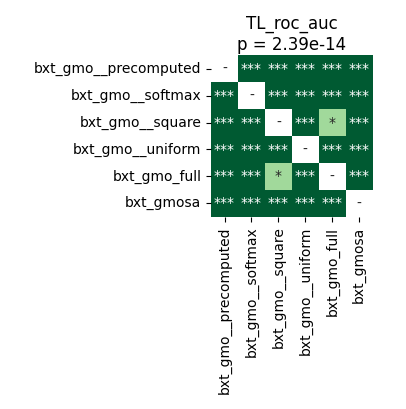 TL_roc_auc
p = 2.39e-14
bxt_gmo__precomputed - *** *** *** *** ***
bxt_gmo__softmax *** - *** *** *** ***
bxt_gmo__square *** *** - *** * ***
bxt_gmo__uniform *** *** *** - *** ***
bxt_gmo_full *** *** * *** - ***
bxt_gmosa *** *** *** *** *** -
bxt_gmo__precomputed
bxt_gmo__softmax
bxt_gmo__square
bxt_gmo__uniform
bxt_gmo_full
bxt_gmosa